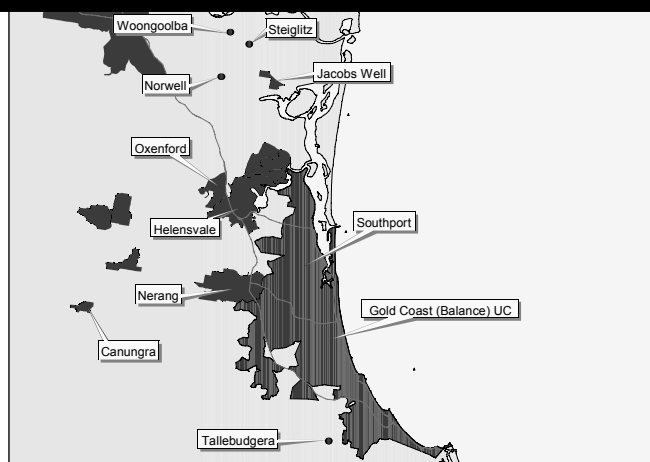 Woongoolba
Steiglitz
Jacobs Well
Norwell
Oxenford
Southport
Helensvale
Nerang
Gold Coast (Balance) UC
Canungra
Tallebudgera